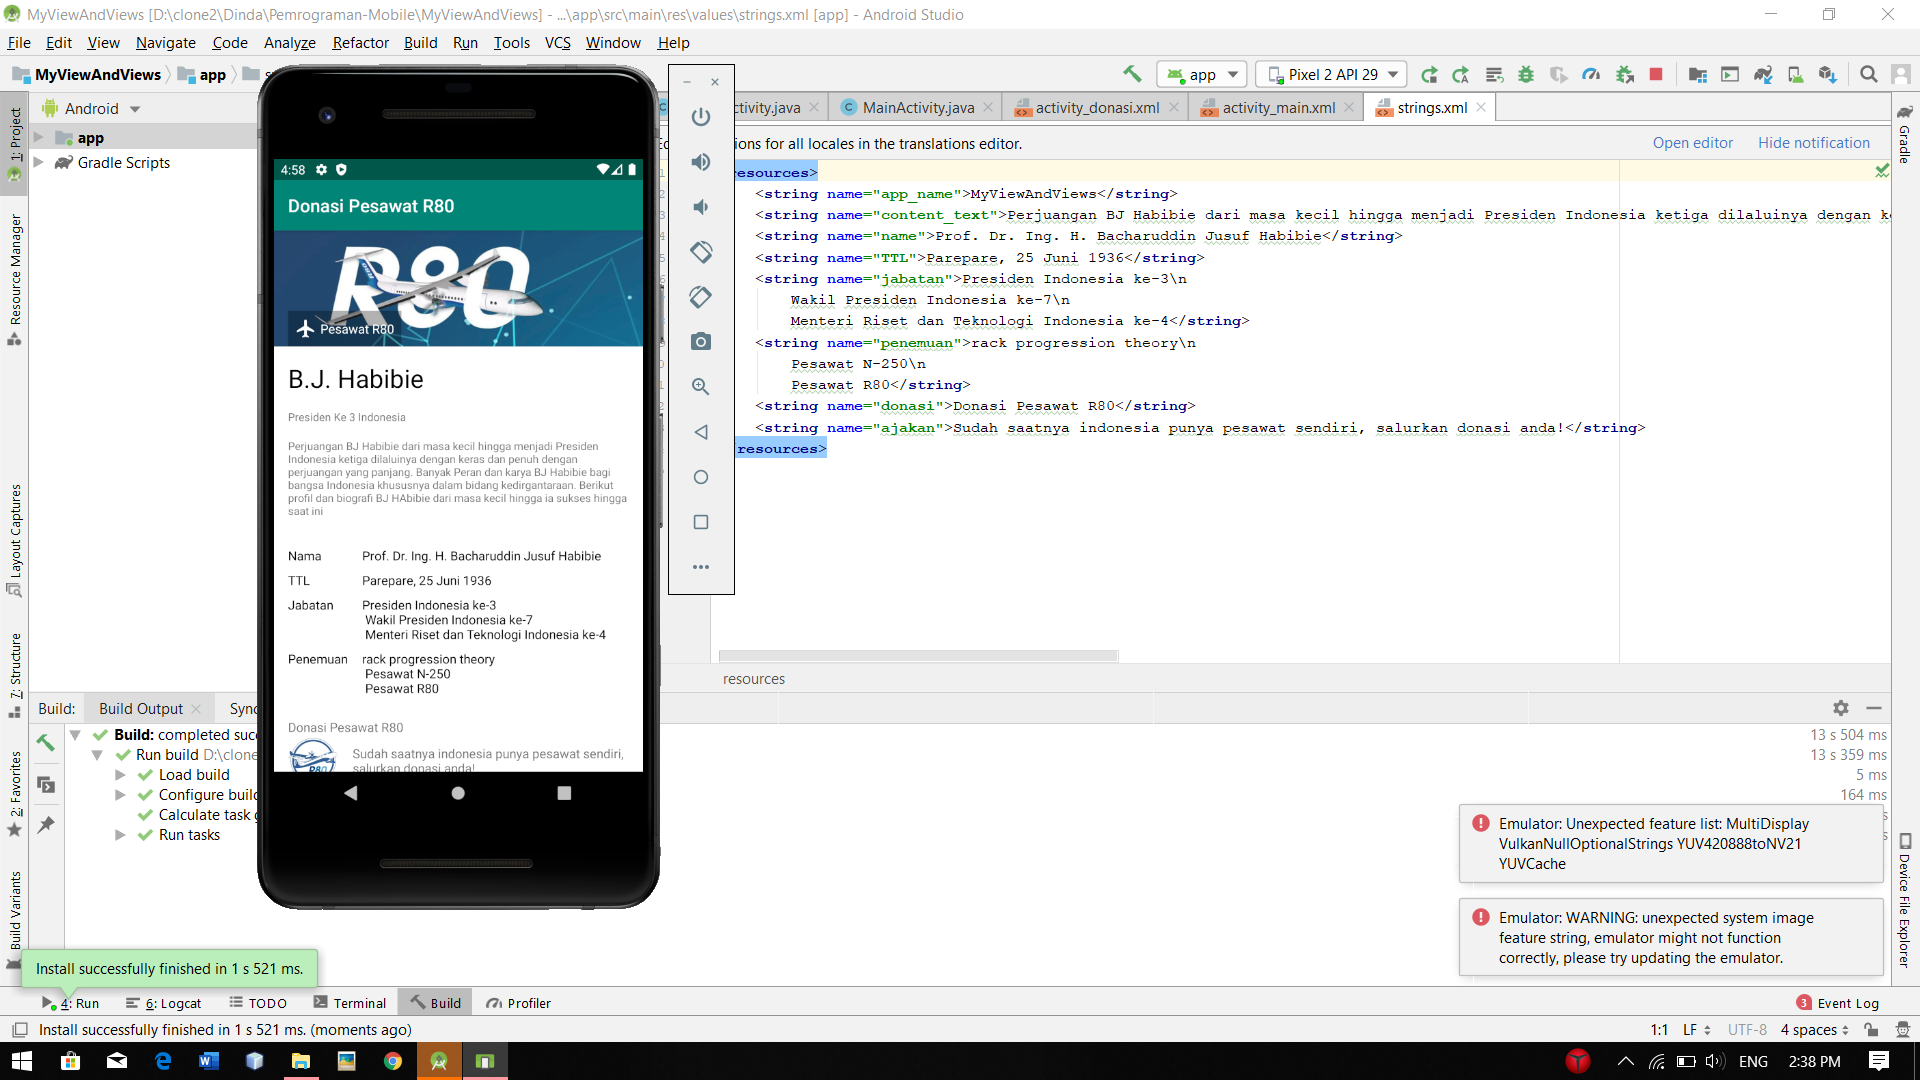 MyViewAndViews [D:\clone2\Dinda\Pemrograman-Mobile\MyViewAndViews] - ...\app\src\main\res\values\strings.xml [app] - Android Studio
File Edit View Navigate Code Analyze Refactor Build Run Tools VCS Window Help
MyViewAndViews app
app Pixel 2 API 29
Android
ctivity.java MainActivity.java activity_donasi.xml activity_main.xml strings.xml
app
Gradle Scripts
ions for all locales in the translations editor. Open editor Hide notification
resources>
<string name="app_name">MyViewAndViews</string>
<string name="content_text">Perjuangan BJ Habibie dari masa kecil hingga menjadi Presiden Indonesia ketiga dilaluinya dengan ke
<string name="name">Prof. Dr. Ing. H. Bacharuddin Jusuf Habibie</string>
<string name="TTL">Parepare, 25 Juni 1936</string>
<string name="jabatan">Presiden Indonesia ke-3\n
Wakil Presiden Indonesia ke-7\n
Menteri Riset dan Teknologi Indonesia ke-4</string>
<string name="penemuan">rack progression theory\n
Pesawat N-250\n
Pesawat R80</string>
<string name="donasi">Donasi Pesawat R80</string>
<string name="ajakan">Sudah saatnya indonesia punya pesawat sendiri, salurkan donasi anda!</string>
resources>
resources
4:58
Donasi Pesawat R80
R80
Pesawat R80
B.J. Habibie
Presiden Ke 3 Indonesia
Perjuangan BJ Habibie dari masa kecil hingga menjadi Presiden
Indonesia ketiga dilaluinya dengan keras dan penuh dengan
perjuangan yang panjang. Banyak Peran dan karya BJ Habibie bagi
bangsa Indonesia khususnya dalam bidang kedirgantaraan. Berikut
profil dan biografi BJ HAbibie dari masa kecil hingga ia sukses hingga
saat ini
Nama Prof. Dr. Ing. H. Bacharuddin Jusuf Habibie
TTL Parepare, 25 Juni 1936
Jabatan Presiden Indonesia ke-3
Wakil Presiden Indonesia ke-7
Menteri Riset dan Teknologi Indonesia ke-4
Penemuan rack progression theory
Pesawat N-250
Pesawat R80
Donasi Pesawat R80
R80 Sudah saatnya indonesia punya pesawat sendiri,
salurkan donasi anda!
1: Project
Resource Manager
Layout Captures
7: Structure
2: Favorites
Build Variants
Gradle
Device File Explorer
Build: Build Output Sync
Build: completed succ 13 s 504 ms
Run build D:\clone 13 s 359 ms
Load build 5 ms
Configure build 164 ms
Calculate task g
Run tasks
Emulator: Unexpected feature list: MultiDisplay
VulkanNullOptionalStrings YUV420888toNV21
YUVCache
Emulator: WARNING: unexpected system image
feature string, emulator might not function
correctly, please try updating the emulator.
Install successfully finished in 1 s 521 ms.
4: Run 6: Logcat TODO Terminal Build Profiler 3 Event Log
Install successfully finished in 1 s 521 ms. (moments ago) 1:1 LF UTF-8 4 spaces
ENG 2:38 PM